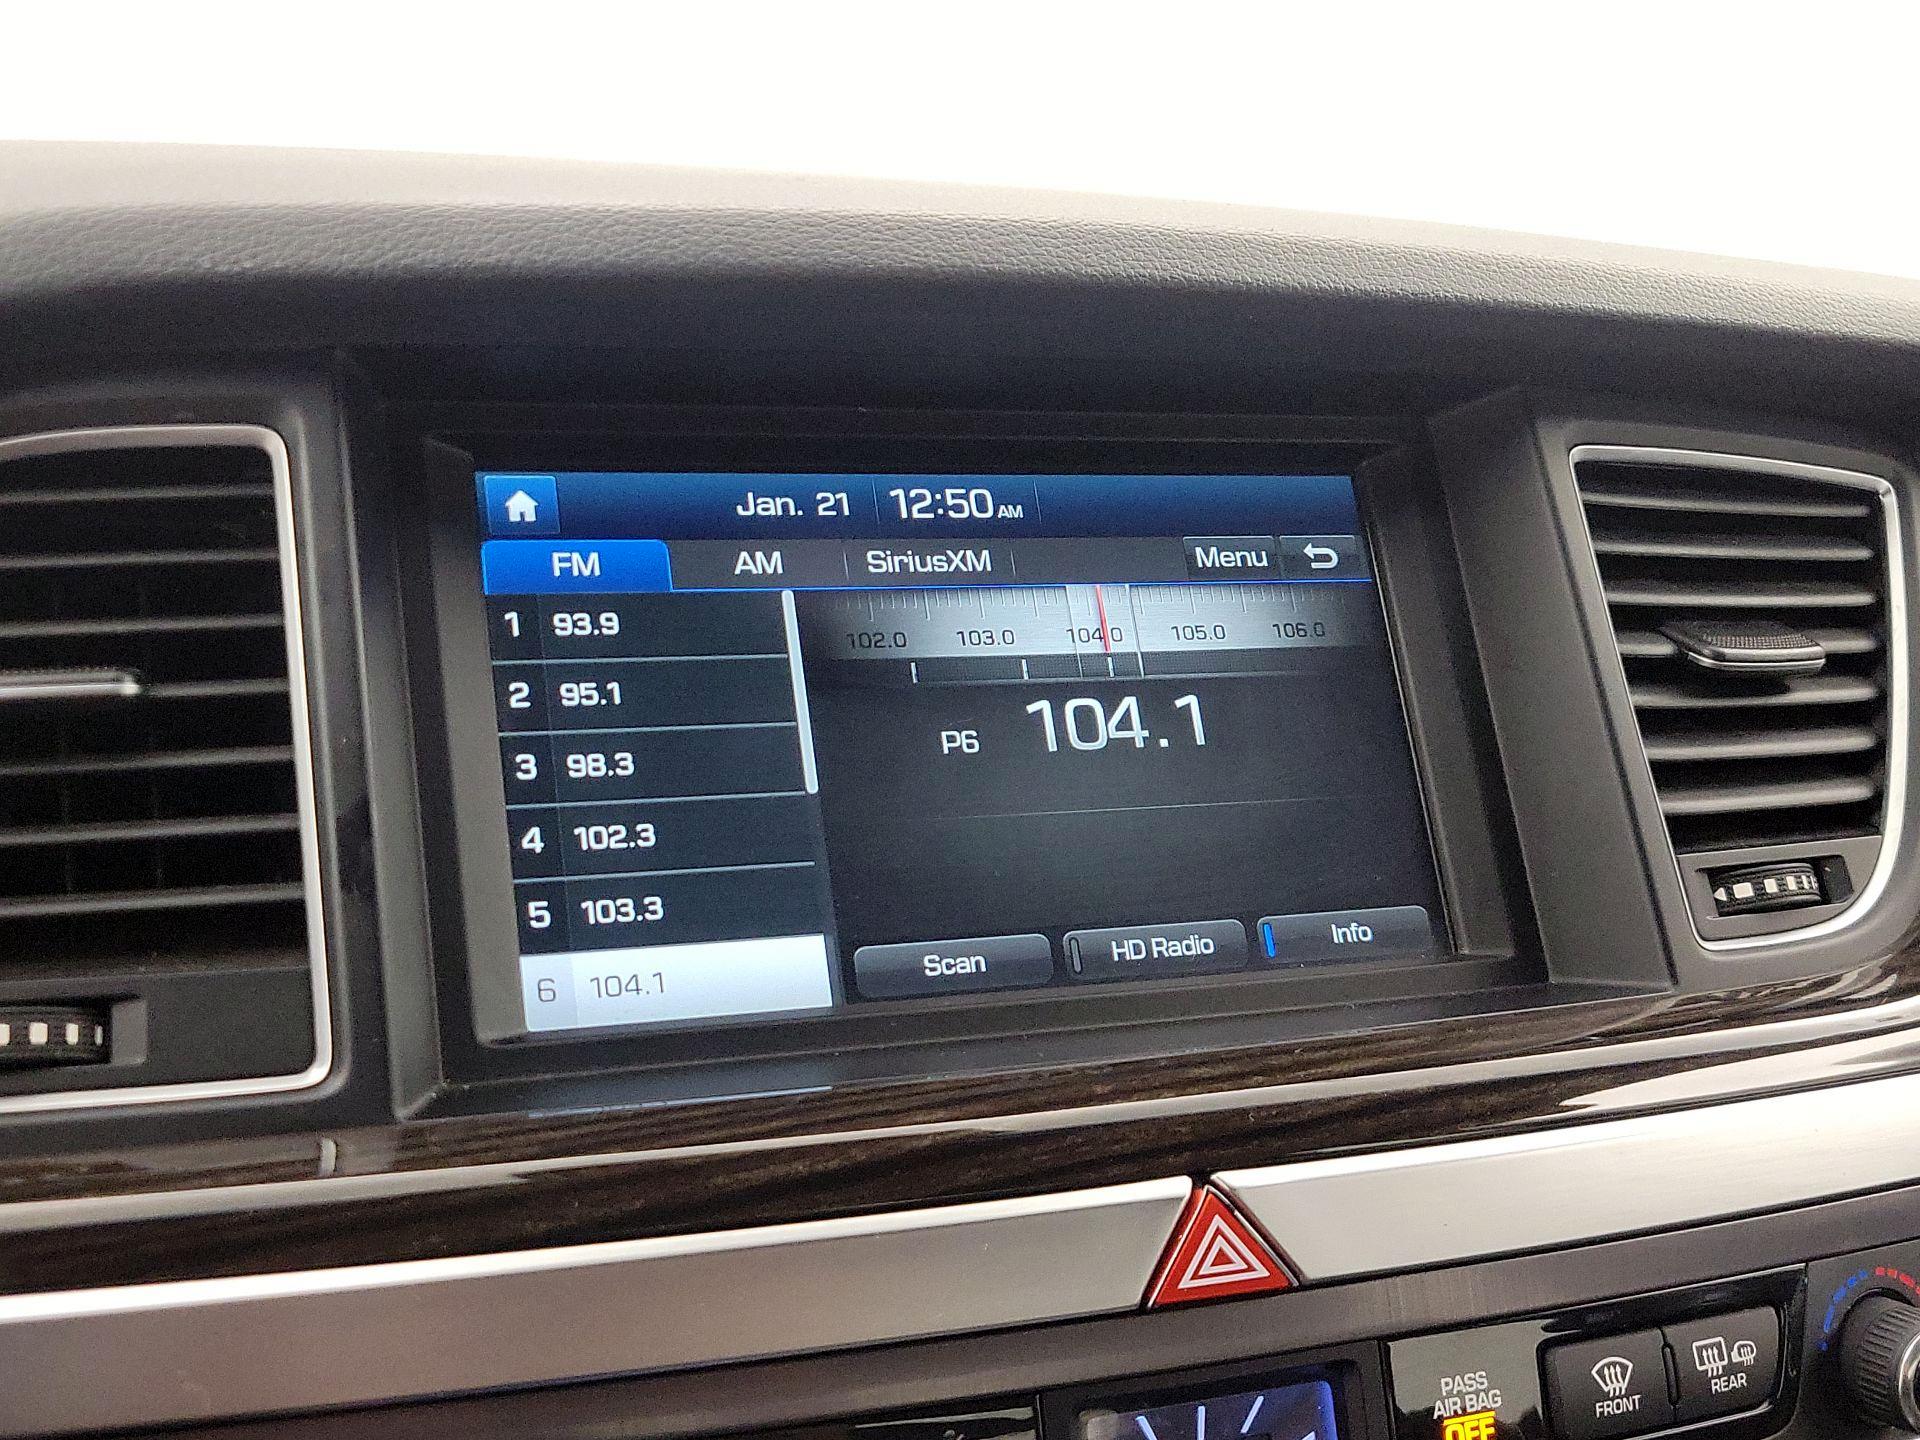 Jan. 21 12:50 AM
FM AM SiriusXM Menu
1 93.9
2 95.1
3 98.3
4 102.3
5 103.3
6 104.1
102.0 103.0 104.0 105.0 106.0
P6 104.1
Scan HD Radio Info
PASS
AIR BAG
OFF
FRONT
REAR